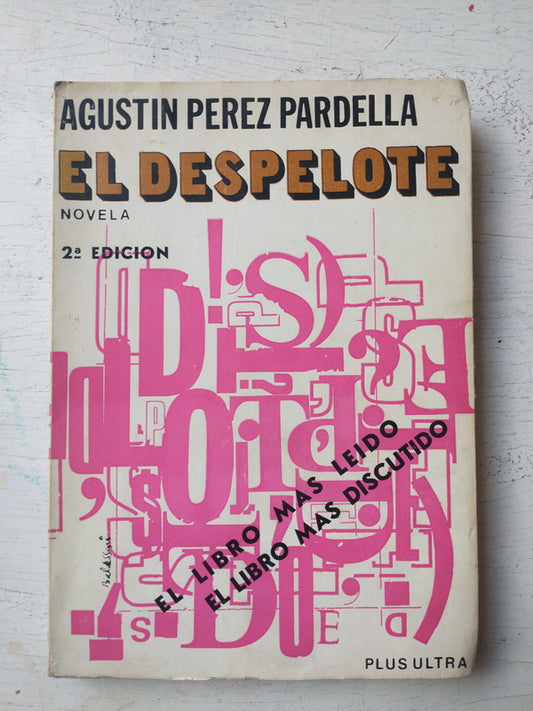 AGUSTIN PEREZ PARDELLA
EL DESPELOTE
NOVELA
2ª EDICION
EL LIBRO MAS LEIDO
EL LIBRO MAS DISCUTIDO
PLUS ULTRA